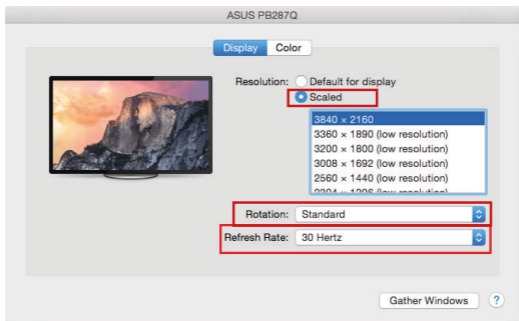 ASUS PB287Q
Display Color
Resolution: Default for display
Scaled
3840 × 2160
3360 × 1890 (low resolution)
3200 × 1800 (low resolution)
3008 × 1692 (low resolution)
2560 × 1440 (low resolution)
Rotation: Standard
Refresh Rate: 30 Hertz
Gather Windows ?